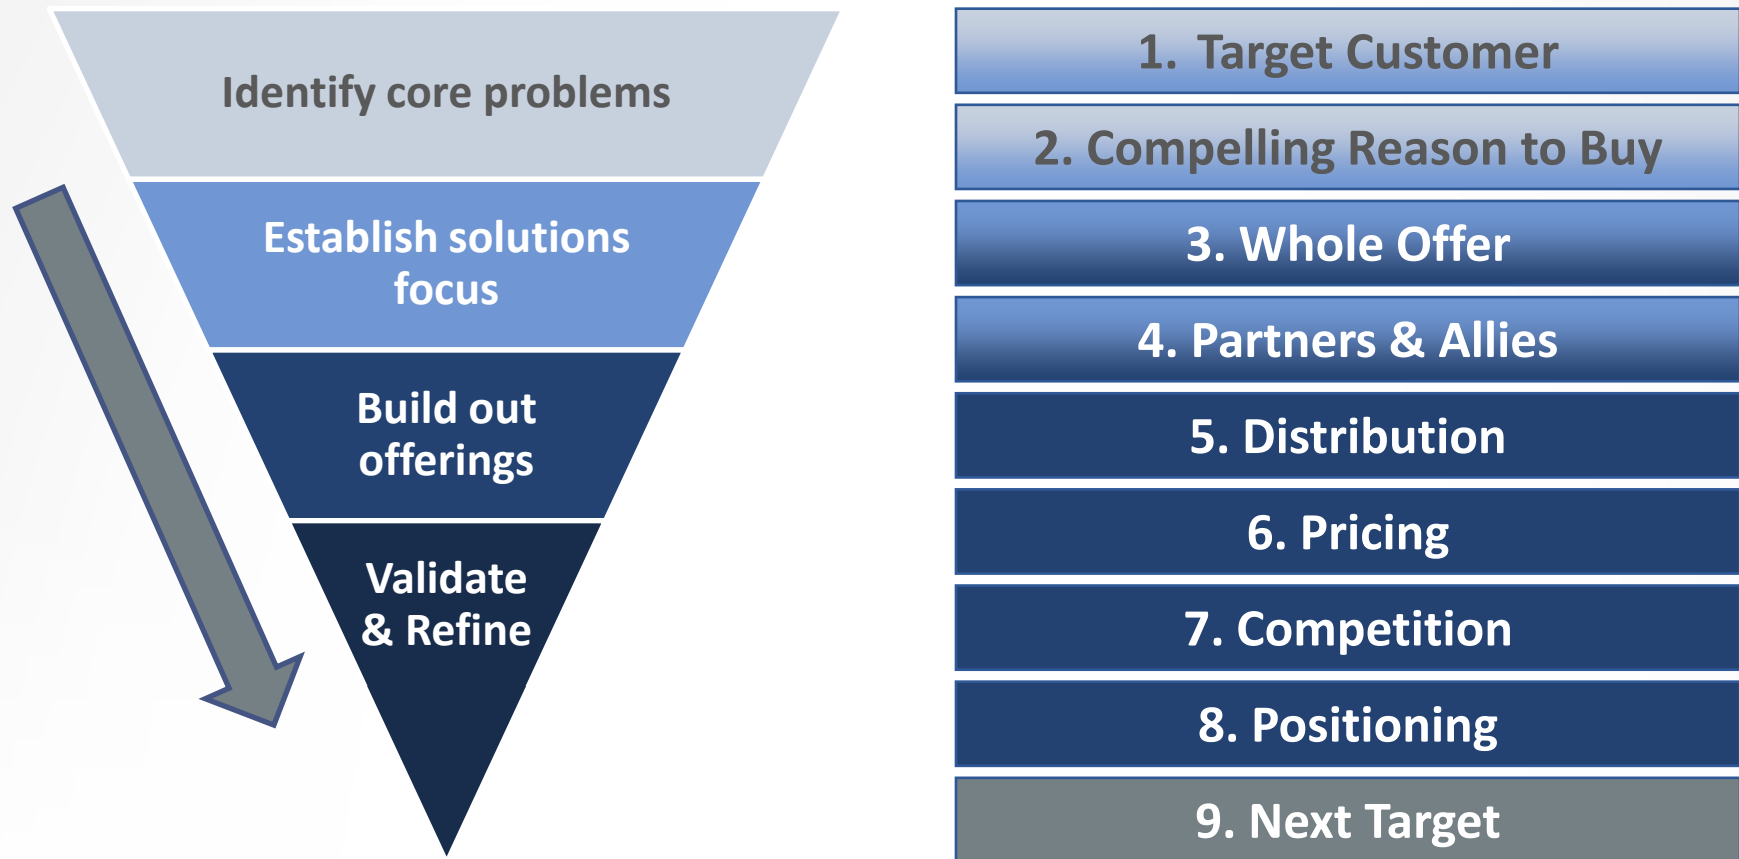 Identify core problems
Establish solutions
focus
Build out
offerings
Validate
& Refine
1. Target Customer
2. Compelling Reason to Buy
3. Whole Offer
4. Partners & Allies
5. Distribution
6. Pricing
7. Competition
8. Positioning
9. Next Target